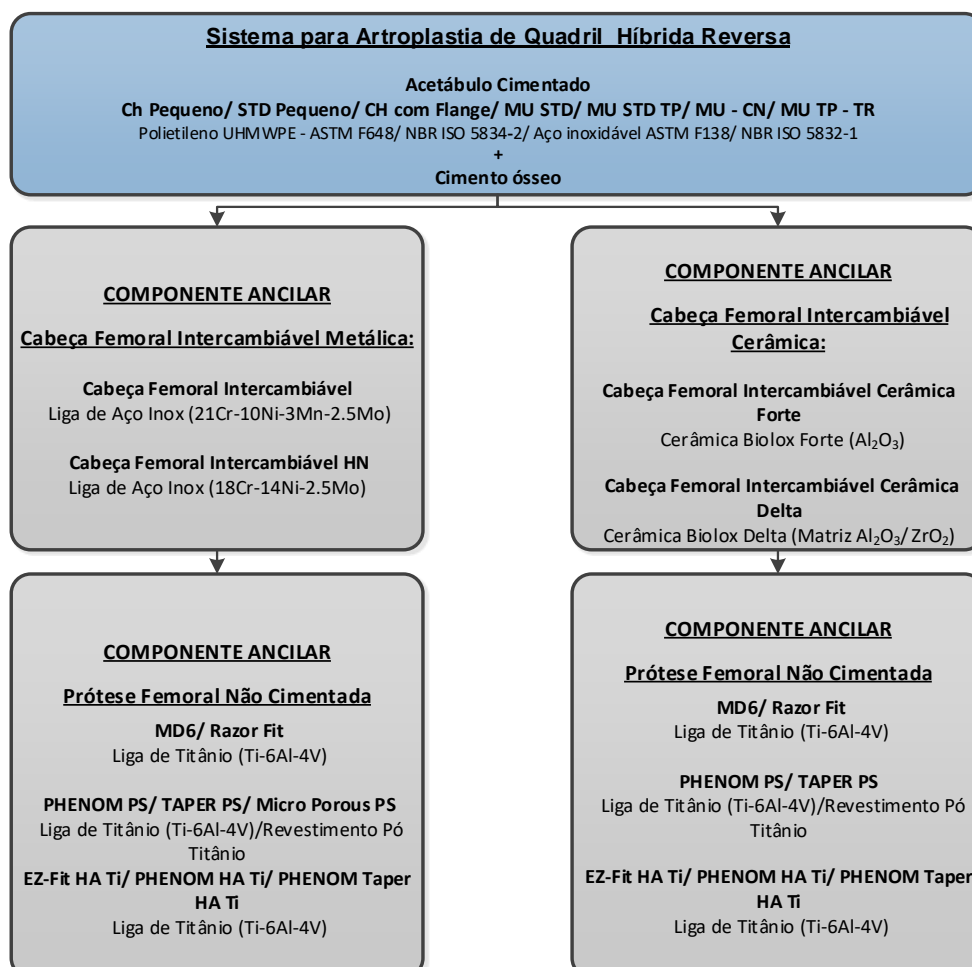 Sistema para Artroplastia de Quadril Híbrida Reversa
Acetábulo Cimentado
Ch Pequeno/ STD Pequeno/ CH com Flange/ MU STD/ MU STD TP/ MU - CN/ MU TP - TR
Polietileno UHMWPE - ASTM F648/ NBR ISO 5834-2/ Aço inoxidável ASTM F138/ NBR ISO 5832-1
+
Cimento ósseo
COMPONENTE ANCILAR
Cabeça Femoral Intercambiável Metálica:
Cabeça Femoral Intercambiável
Liga de Aço Inox (21Cr-10Ni-3Mn-2.5Mo)
Cabeça Femoral Intercambiável HN
Liga de Aço Inox (18Cr-14Ni-2.5Mo)
COMPONENTE ANCILAR
Cabeça Femoral Intercambiável
Cerâmica:
Cabeça Femoral Intercambiável Cerâmica
Forte
Cerâmica Biolox Forte (Al₂O₃)
Cabeça Femoral Intercambiável Cerâmica
Delta
Cerâmica Biolox Delta (Matriz Al₂O₃/ ZrO₂)
COMPONENTE ANCILAR
Prótese Femoral Não Cimentada
MD6/ Razor Fit
Liga de Titânio (Ti-6Al-4V)
PHENOM PS/ TAPER PS/ Micro Porous PS
Liga de Titânio (Ti-6Al-4V)/Revestimento Pó
Titânio
EZ-Fit HA Ti/ PHENOM HA Ti/ PHENOM Taper
HA Ti
Liga de Titânio (Ti-6Al-4V)
COMPONENTE ANCILAR
Prótese Femoral Não Cimentada
MD6/ Razor Fit
Liga de Titânio (Ti-6Al-4V)
PHENOM PS/ TAPER PS
Liga de Titânio (Ti-6Al-4V)/Revestimento Pó
Titânio
EZ-Fit HA Ti/ PHENOM HA Ti/ PHENOM Taper
HA Ti
Liga de Titânio (Ti-6Al-4V)